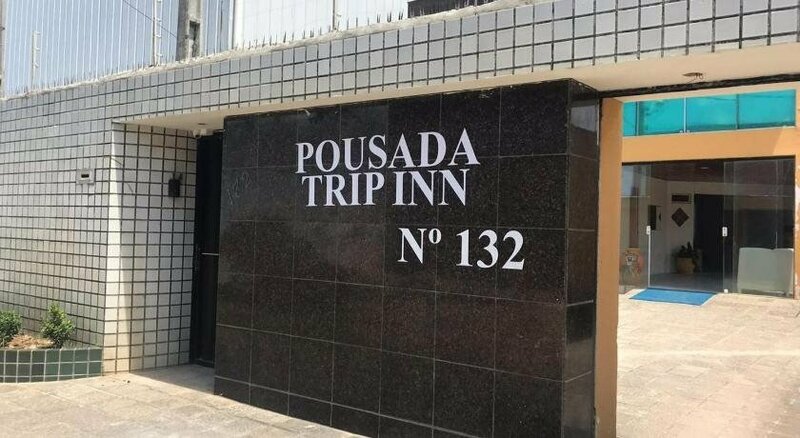 POUSADA
TRIP INN
Nº 132